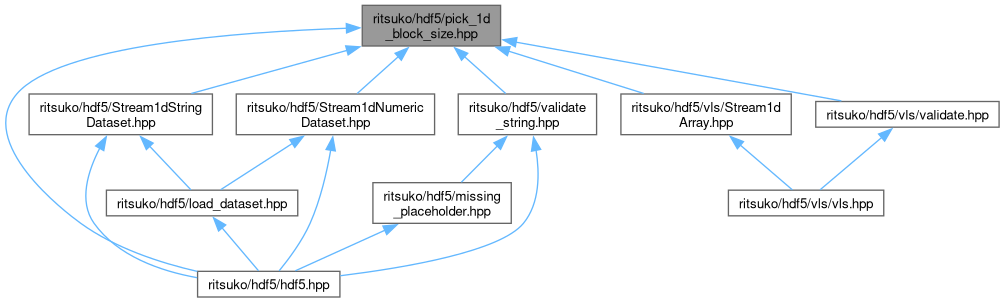 ritsuko/hdf5/pick_1d
_block_size.hpp
ritsuko/hdf5/Stream1dString
Dataset.hpp
ritsuko/hdf5/Stream1dNumeric
Dataset.hpp
ritsuko/hdf5/validate
_string.hpp
ritsuko/hdf5/vls/Stream1d
Array.hpp
ritsuko/hdf5/vls/validate.hpp
ritsuko/hdf5/load_dataset.hpp
ritsuko/hdf5/missing
_placeholder.hpp
ritsuko/hdf5/vls/vls.hpp
ritsuko/hdf5/hdf5.hpp